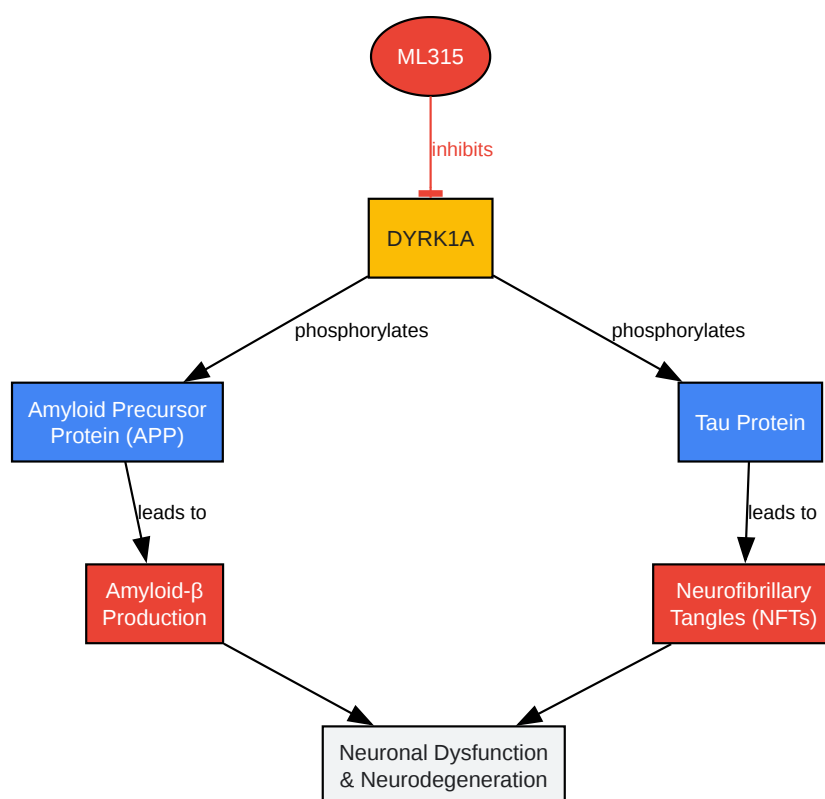 ML315
inhibits
DYRK1A
phosphorylates
phosphorylates
Amyloid Precursor
Protein (APP)
Tau Protein
leads to
leads to
Amyloid-β
Production
Neurofibrillary
Tangles (NFTs)
Neuronal Dysfunction
& Neurodegeneration